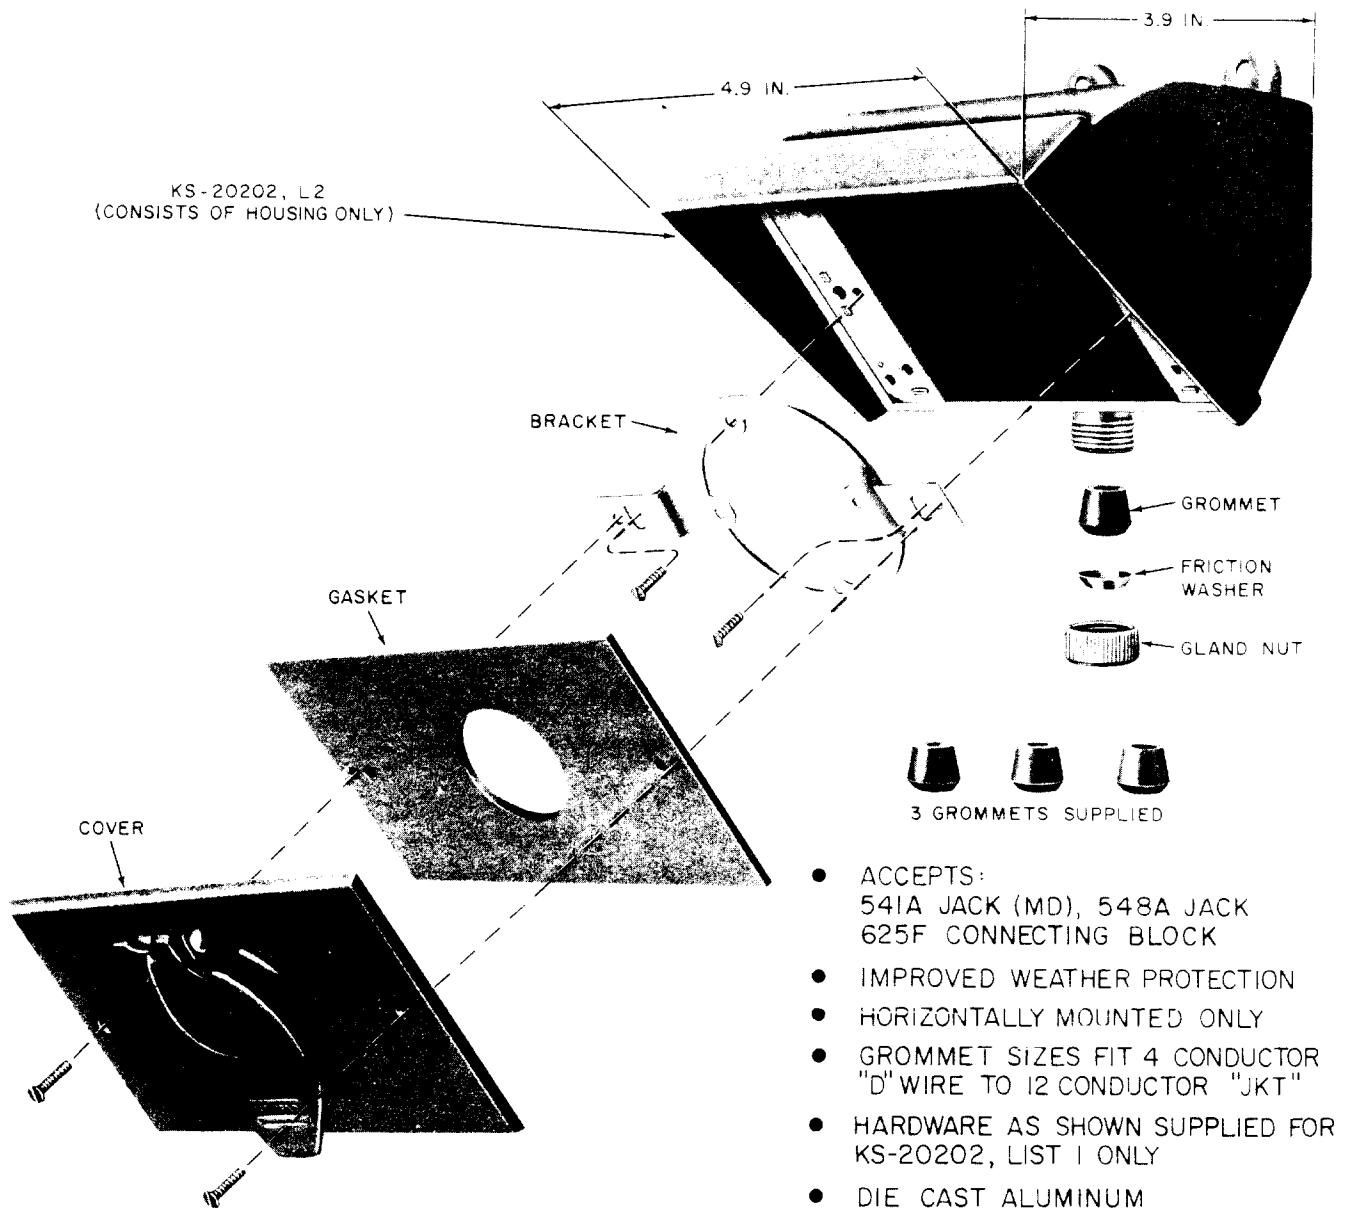 3.9 IN.
4.9 IN.
KS-20202, L2
(CONSISTS OF HOUSING ONLY)
BRACKET
GROMMET
FRICTION
WASHER
GASKET
GLAND NUT
3 GROMMETS SUPPLIED
COVER
• ACCEPTS:
541A JACK (MD), 548A JACK
625F CONNECTING BLOCK
• IMPROVED WEATHER PROTECTION
• HORIZONTALLY MOUNTED ONLY
• GROMMET SIZES FIT 4 CONDUCTOR
"D" WIRE TO 12 CONDUCTOR "JKT"
• HARDWARE AS SHOWN SUPPLIED FOR
KS-20202, LIST 1 ONLY
• DIE CAST ALUMINUM